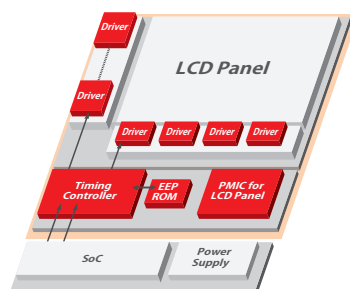 Driver
LCD Panel
Driver
Driver
Driver
Driver
Driver
Timing
Controller
EEP
ROM
PMIC for
LCD Panel
SoC
Power
Supply